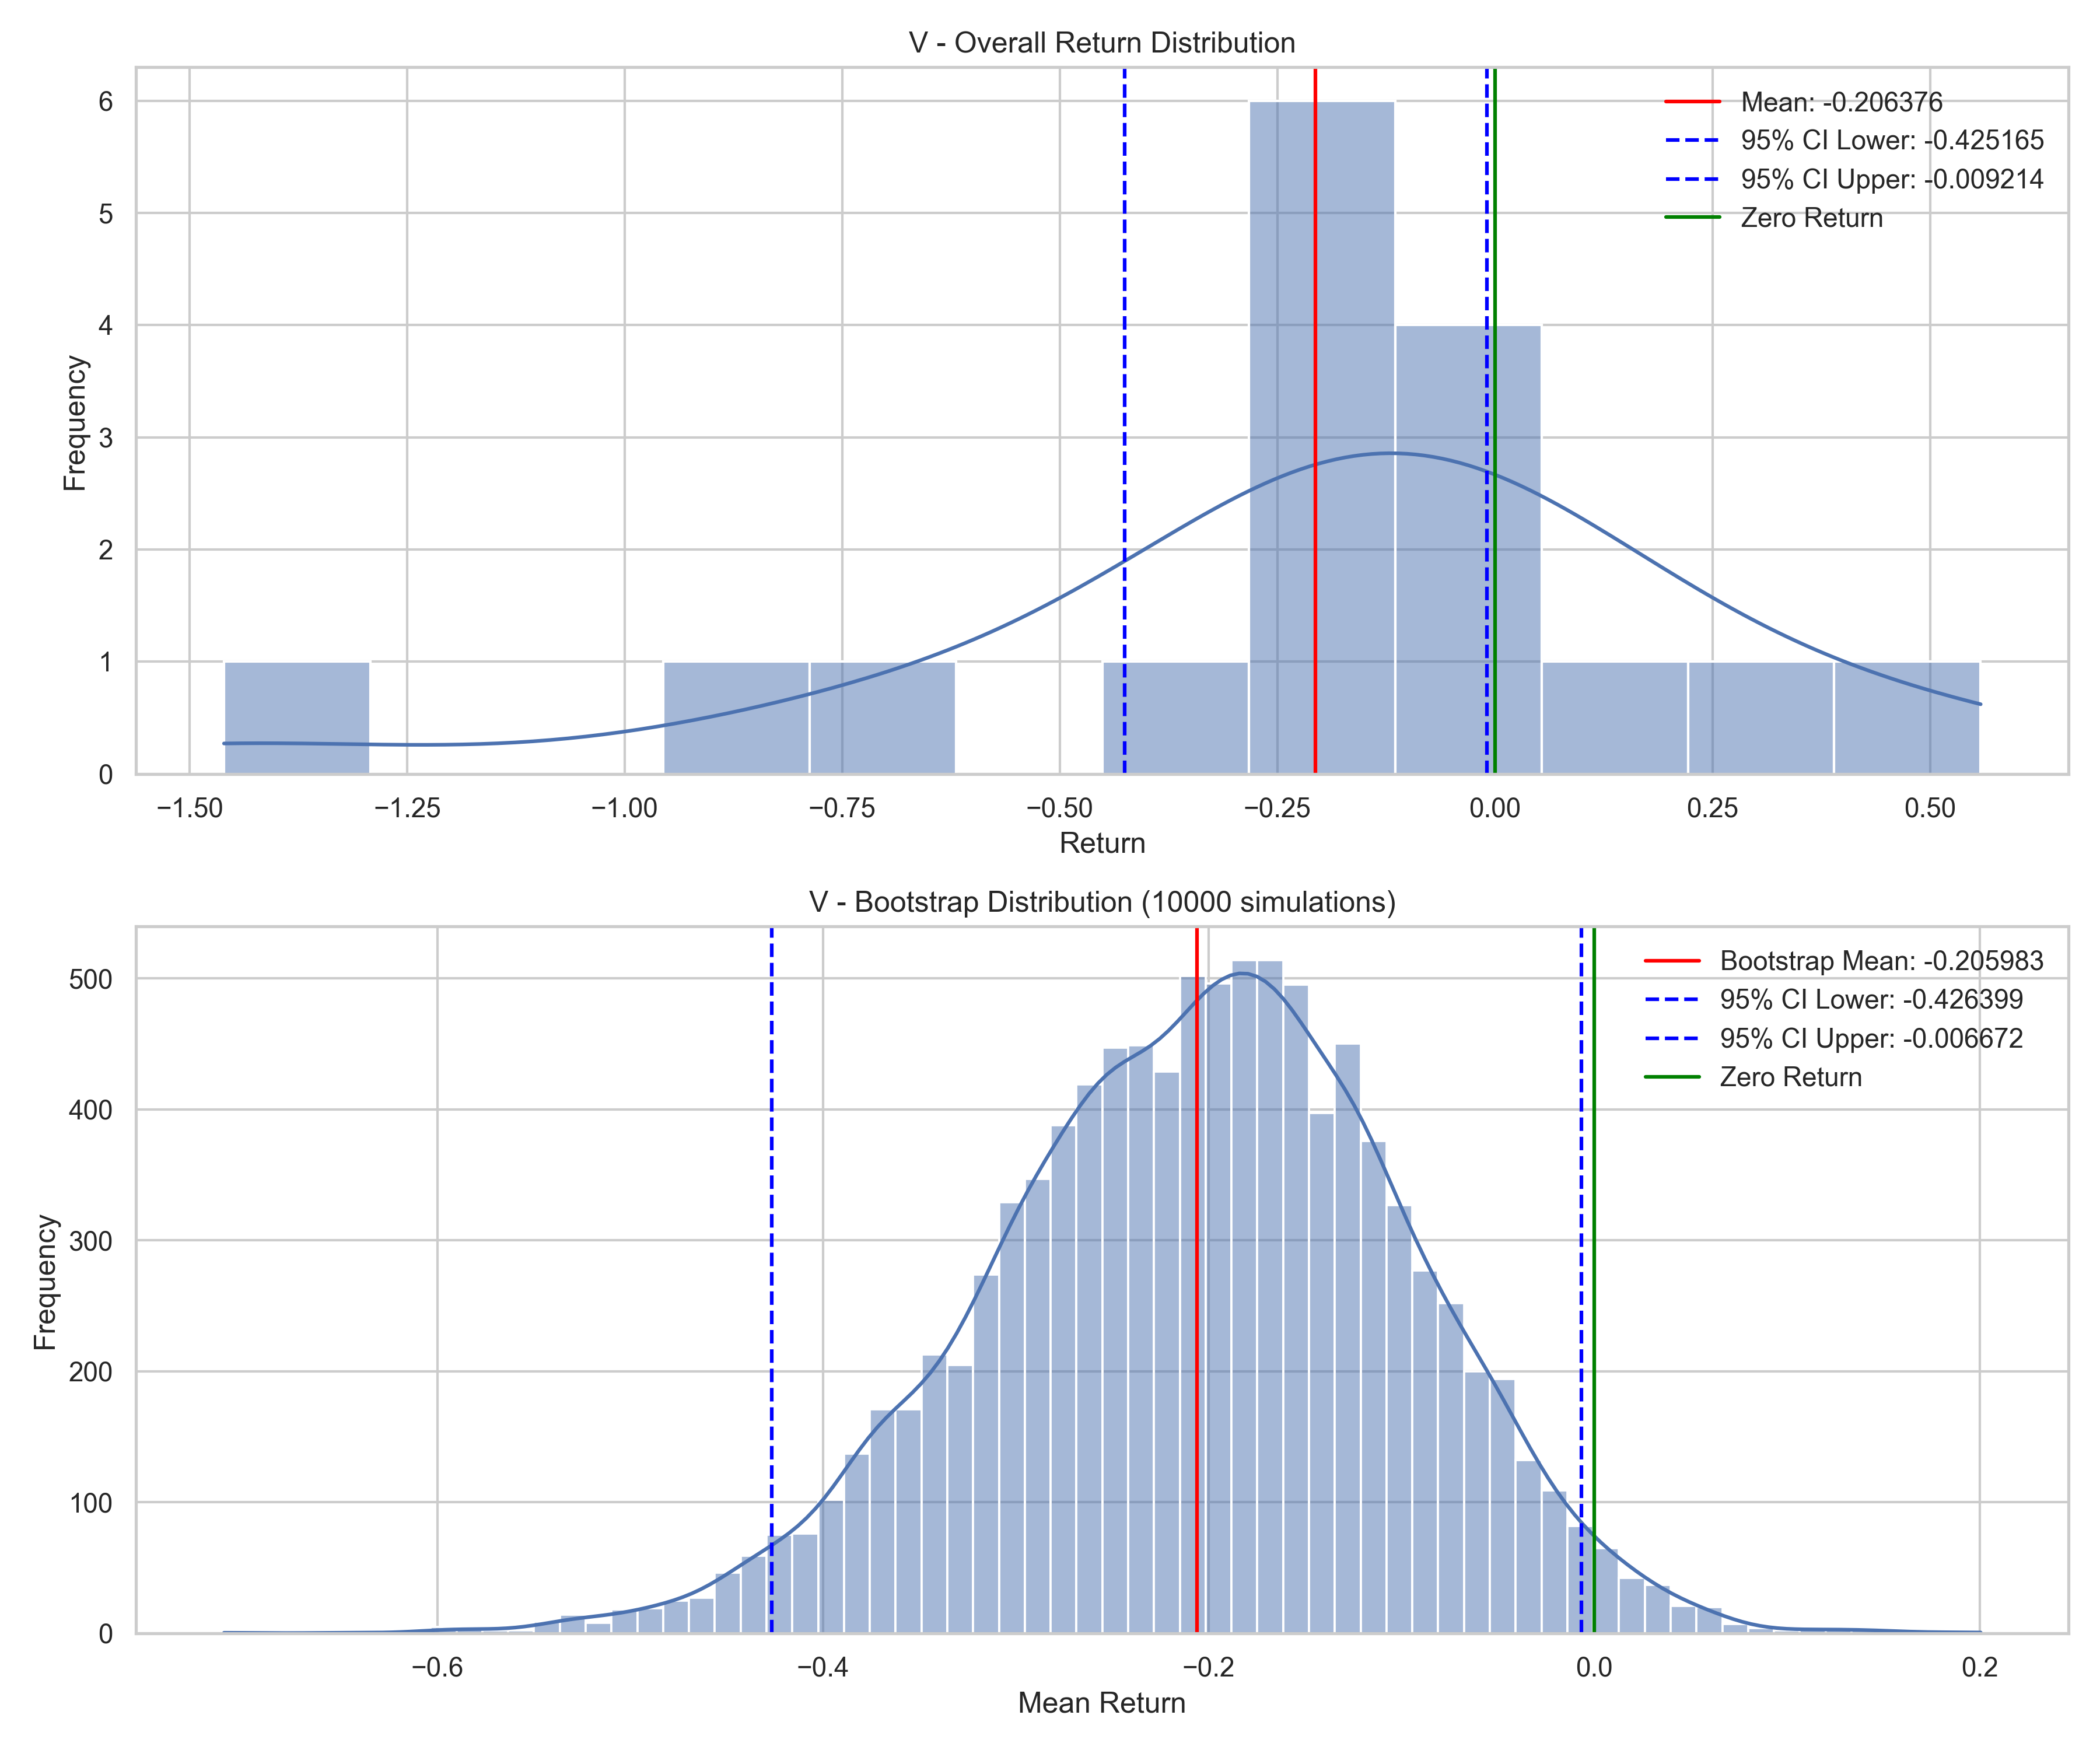 V - Overall Return Distribution
Mean: -0.206376
95% CI Lower: -0.425165
95% CI Upper: -0.009214
Zero Return
Frequency
6
5
4
3
2
1
0
−1.50 −1.25 −1.00 −0.75 −0.50 −0.25 0.00 0.25 0.50
Return
V - Bootstrap Distribution (10000 simulations)
Bootstrap Mean: -0.205983
95% CI Lower: -0.426399
95% CI Upper: -0.006672
Zero Return
Frequency
500
400
300
200
100
0
−0.6 −0.4 −0.2 0.0 0.2
Mean Return